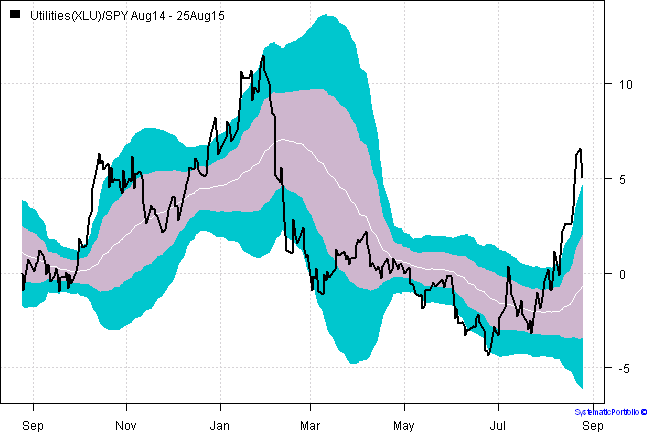 Utilities(XLU)/SPY Aug14 - 25Aug15
10
5
0
-5
Sep Nov Jan Mar May Jul Sep
SystematicPortfolio ©